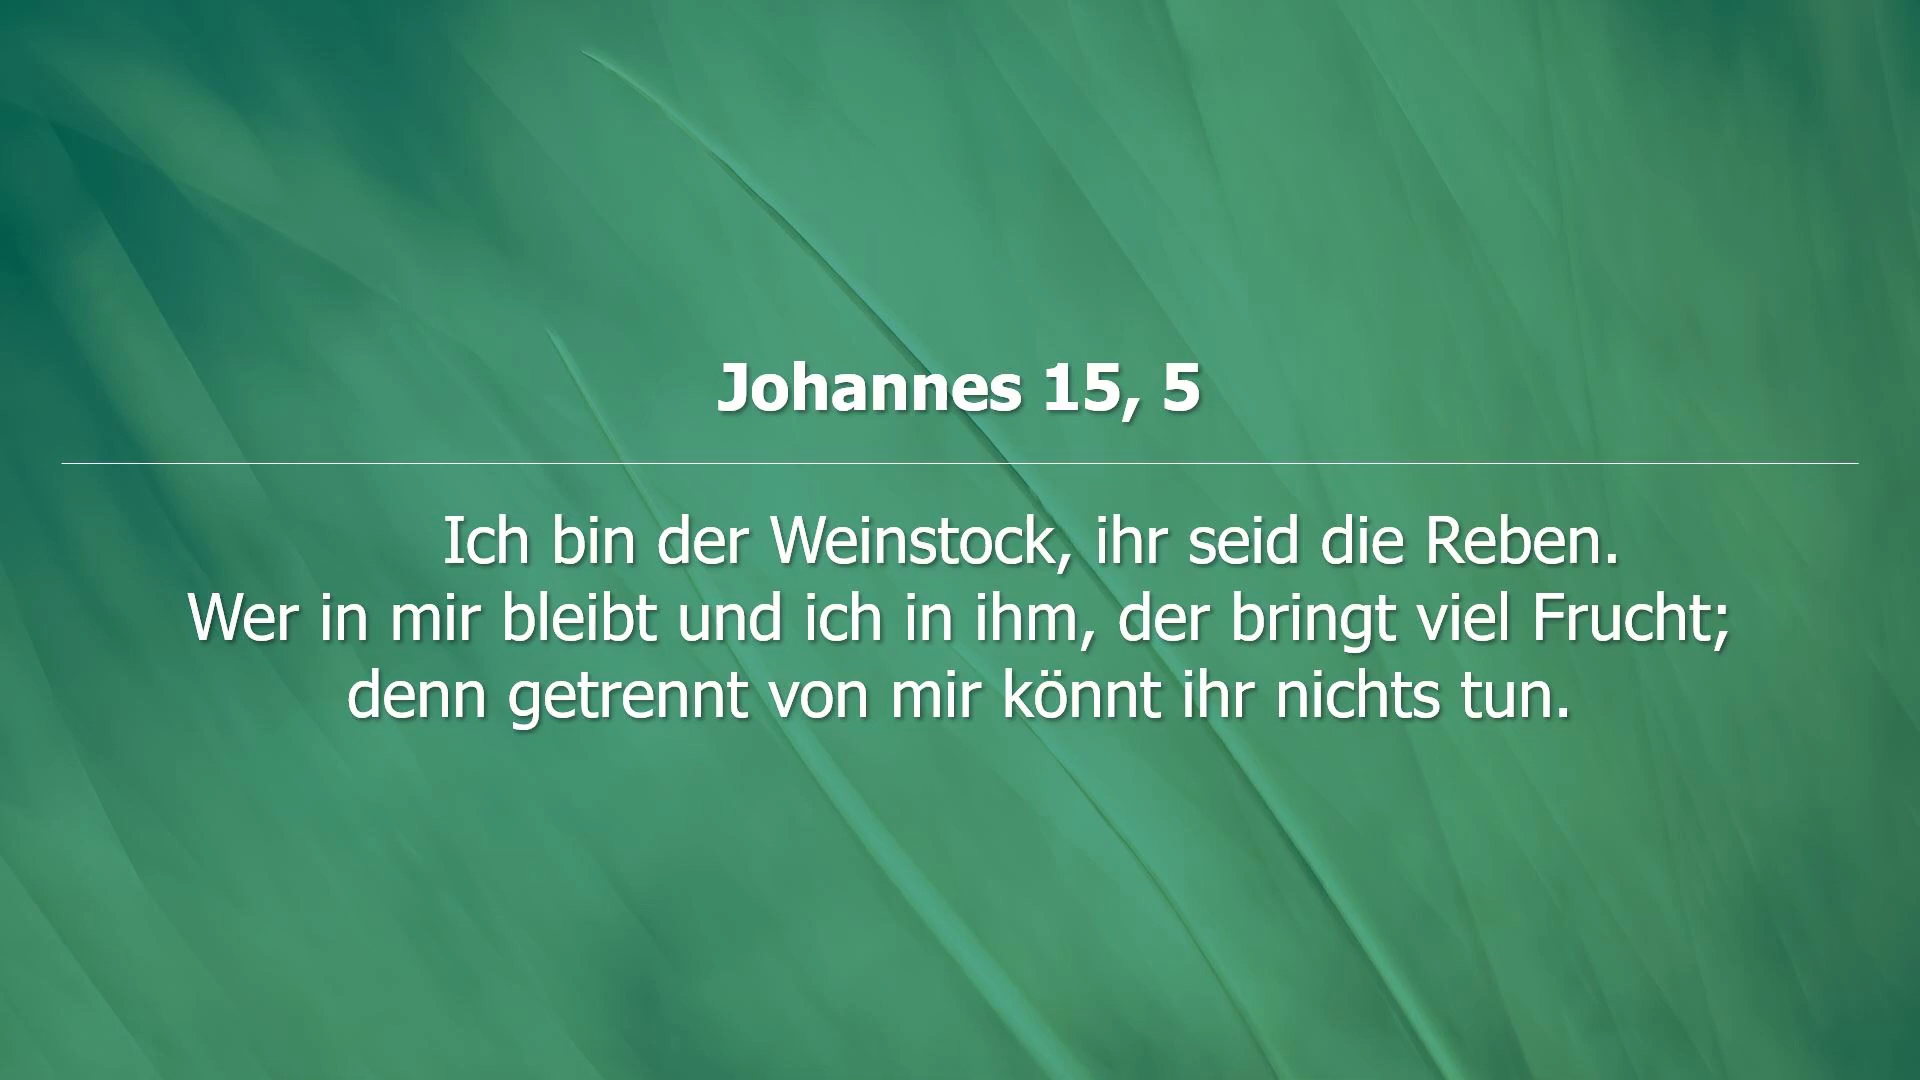 Johannes 15, 5
Ich bin der Weinstock, ihr seid die Reben.
Wer in mir bleibt und ich in ihm, der bringt viel Frucht;
denn getrennt von mir könnt ihr nichts tun.